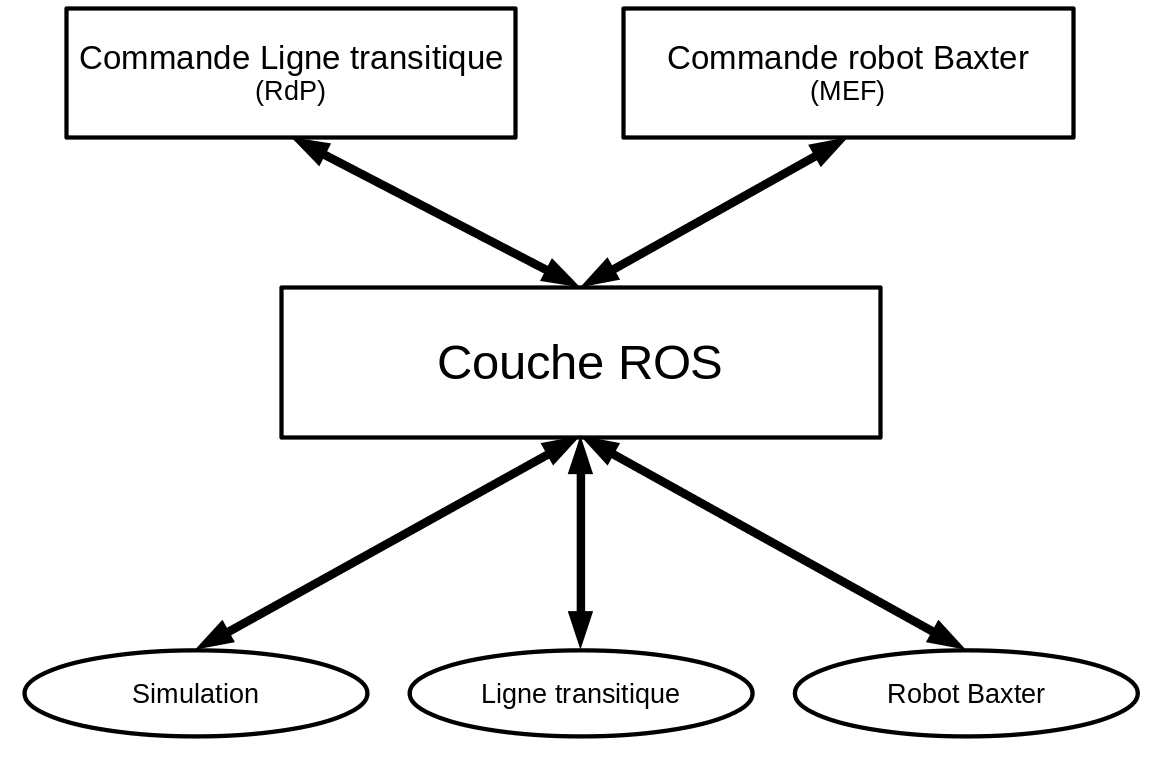 Commande Ligne transitique
(RdP)
Commande robot Baxter
(MEF)
Couche ROS
Simulation
Ligne transitique
Robot Baxter